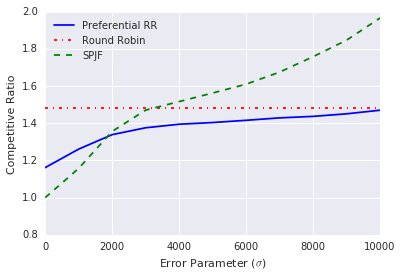 2.0
Preferential RR
Round Robin
SPJF
1.8
1.6
1.4
1.2
1.0
0.8
Competitive Ratio
0 2000 4000 6000 8000 10000
Error Parameter (σ)